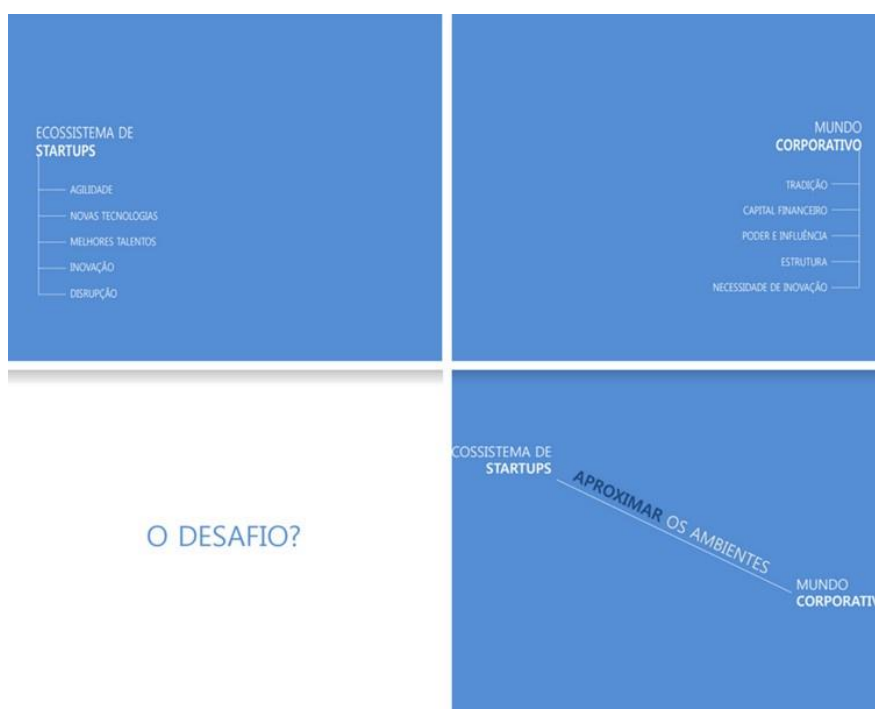 ECOSSISTEMA DE
STARTUPS
AGILIDADE
NOVAS TECNOLOGIAS
MELHORES TALENTOS
INOVAÇÃO
DISRUPÇÃO
MUNDO
CORPORATIVO
TRADIÇÃO
CAPITAL FINANCEIRO
PODER E INFLUÊNCIA
ESTRUTURA
NECESSIDADE DE INOVAÇÃO
O DESAFIO?
COSSISTEMA DE
STARTUPS
APROXIMAR OS AMBIENTES
MUNDO
CORPORATIV